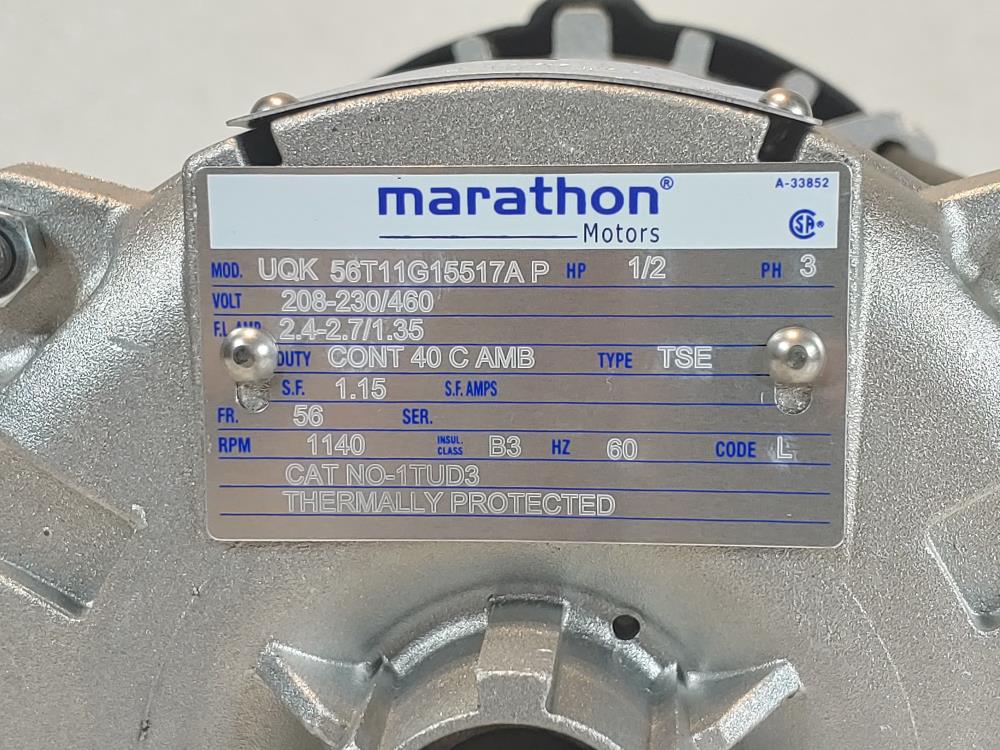 marathon®
Motors
A-33852
SA®
MOD. UQK 56T11G15517A P HP 1/2 PH 3
VOLT 208-230/460
F.L. AMP 2.4-2.7/1.35
DUTY CONT 40 C AMB TYPE TSE
S.F. 1.15 S.F. AMPS
FR. 56 SER.
RPM 1140 INSUL. CLASS B3 HZ 60 CODE L
CAT NO-1TUD3
THERMALLY PROTECTED